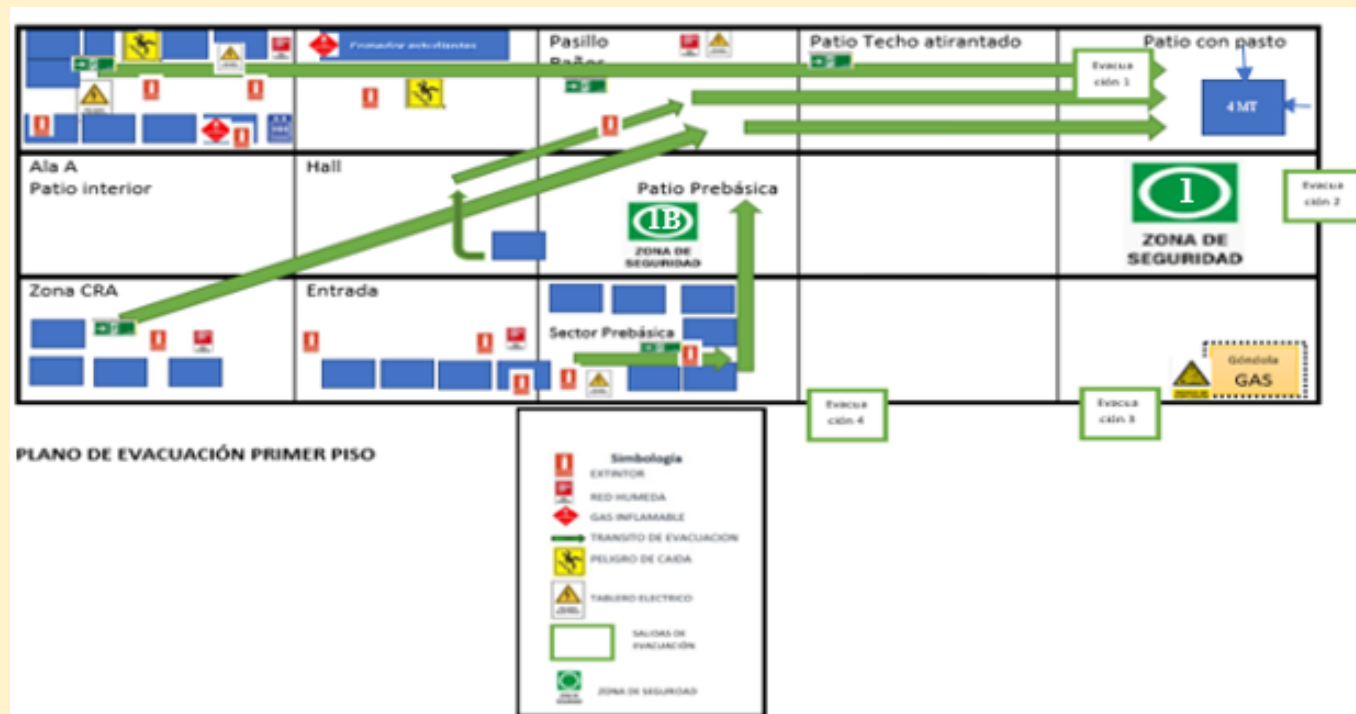 Comedor estudiantes
Pasillo
Baños
Patio Techo atirantado
Patio con pasto
Evacua
ción 1
4 MT
Ala A
Patio interior
Hall
Patio Prebásica
1B
ZONA DE
SEGURIDAD
1
ZONA DE
SEGURIDAD
Evacua
ción 2
Zona CRA
Entrada
Sector Prebásica
Góndola
GAS
Evacua
ción 4
Evacua
ción 3
PLANO DE EVACUACIÓN PRIMER PISO
Simbología
EXTINTOR
RED HUMEDA
GAS INFLAMABLE
TRANSITO DE EVACUACION
PELIGRO DE CAIDA
TABLERO ELECTRICO
SALIDAS DE
EVACUACIÓN
ZONA DE SEGURIDAD